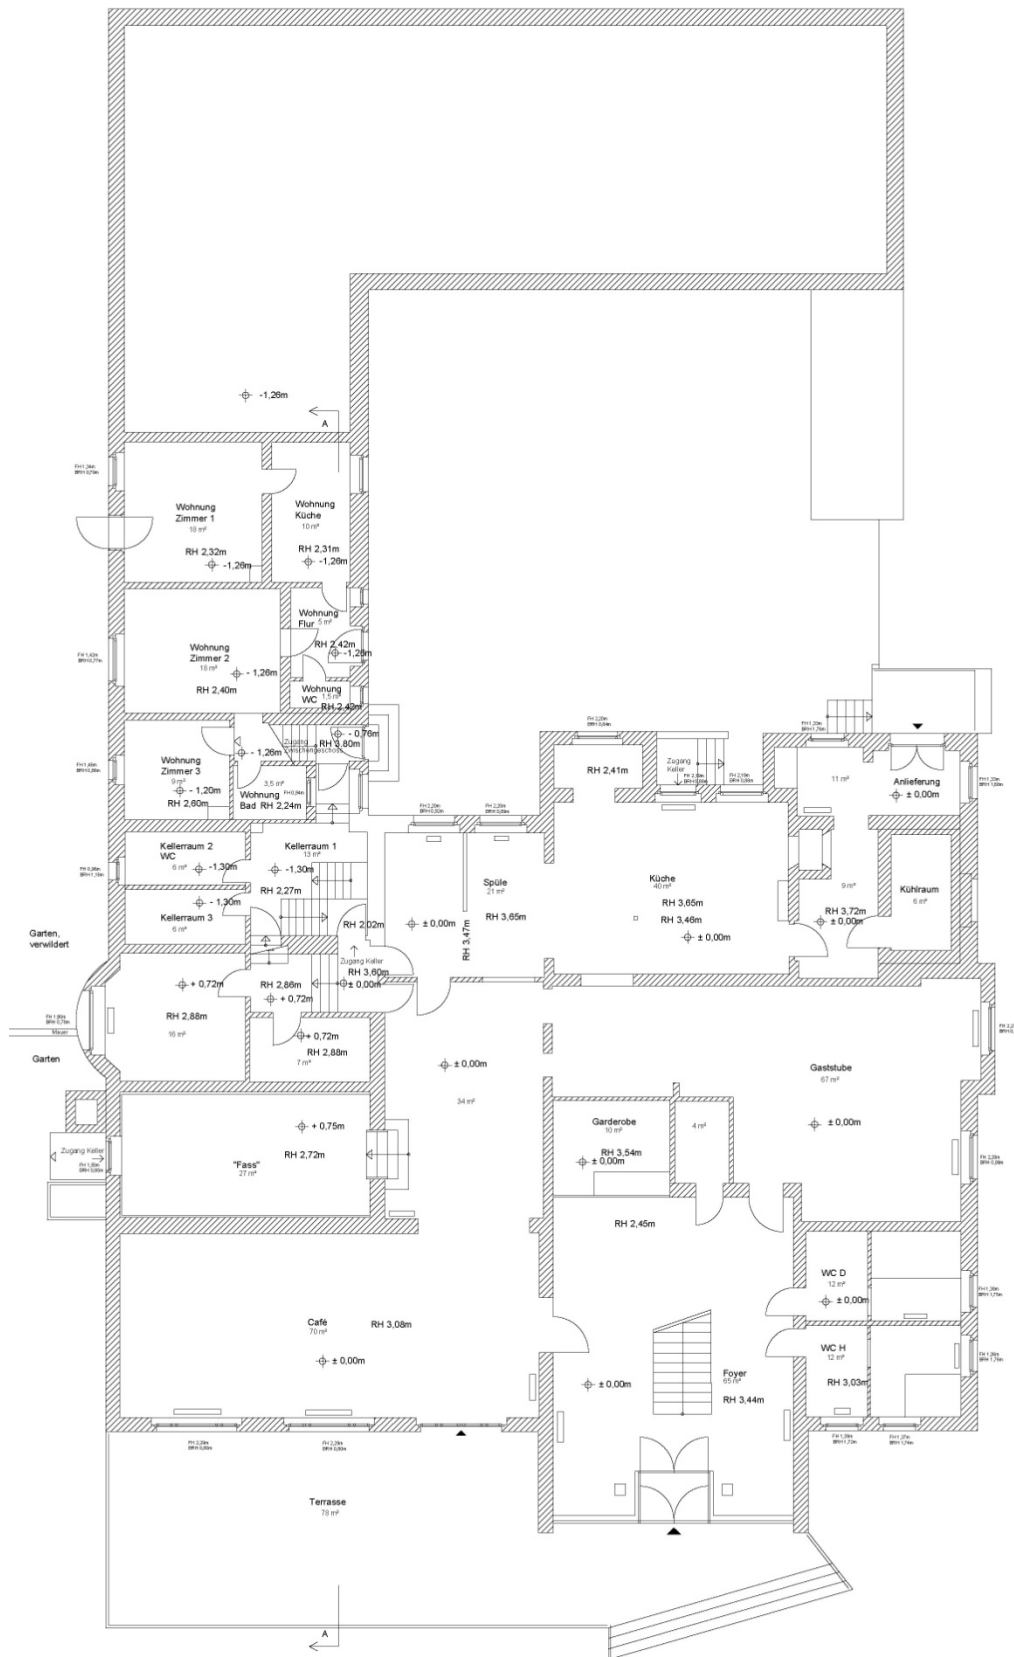 -1,26m
A
FH 1,34m
BRH 0,79m
Wohnung
Zimmer 1
18 m²
RH 2,32m
-1,26m
Wohnung
Küche
10 m²
RH 2,31m
-1,26m
Wohnung
Flur
5 m²
RH 2,42m
-1,26m
Wohnung
Zimmer 2
18 m²
- 1,26m
RH 2,40m
Wohnung
WC
1,5 m²
RH 2,42m
- 0,76m
RH 3,80m
Zugang
Zwischengeschoss
- 1,26m
Wohnung
Zimmer 3
9 m²
- 1,20m
RH 2,60m
3,5 m²
Wohnung
Bad
RH 2,24m
Kellerraum 2
WC
6 m²
-1,30m
Kellerraum 1
13 m²
-1,30m
RH 2,27m
- 1,30m
Kellerraum 3
6 m²
RH 2,02m
Zugang Keller
RH 3,60m
± 0,00m
Spüle
21 m²
RH 3,65m
± 0,00m
RH 3,47m
RH 2,41m
Zugang
Keller
Küche
40 m²
RH 3,65m
RH 3,46m
± 0,00m
11 m²
Anlieferung
± 0,00m
9 m²
RH 3,72m
± 0,00m
Kühlraum
6 m²
Garten,
verwildert
Mauer
Garten
+ 0,72m
RH 2,88m
16 m²
RH 2,86m
+ 0,72m
+ 0,72m
RH 2,88m
7 m²
± 0,00m
34 m²
Gaststube
67 m²
± 0,00m
Garderobe
10 m²
RH 3,54m
± 0,00m
4 m²
Zugang Keller
+ 0,75m
RH 2,72m
"Fass"
27 m²
RH 2,45m
WC D
12 m²
± 0,00m
WC H
12 m²
RH 3,03m
Café
70 m²
RH 3,08m
± 0,00m
Foyer
65 m²
± 0,00m
RH 3,44m
Terrasse
78 m²
A